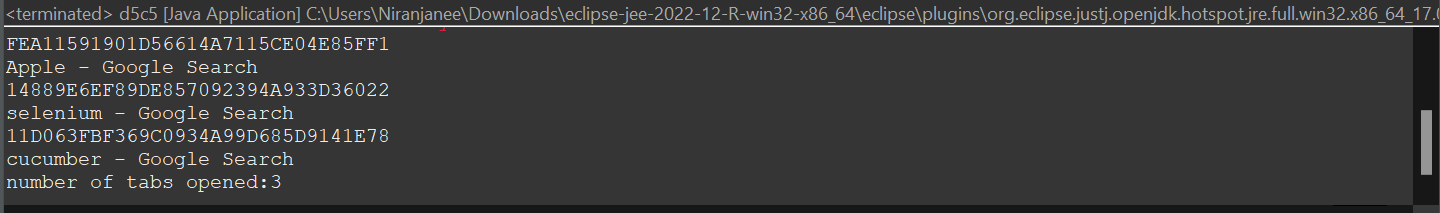 <terminated> d5c5 [Java Application] C:\Users\Niranjanee\Downloads\eclipse-jee-2022-12-R-win32-x86_64\eclipse\plugins\org.eclipse.justj.openjdk.hotspot.jre.full.win32.x86_64_17.0
FEA11591901D56614A7115CE04E85FF1
Apple - Google Search
14889E6EF89DE857092394A933D36022
selenium - Google Search
11D063FBF369C0934A99D685D9141E78
cucumber - Google Search
number of tabs opened:3